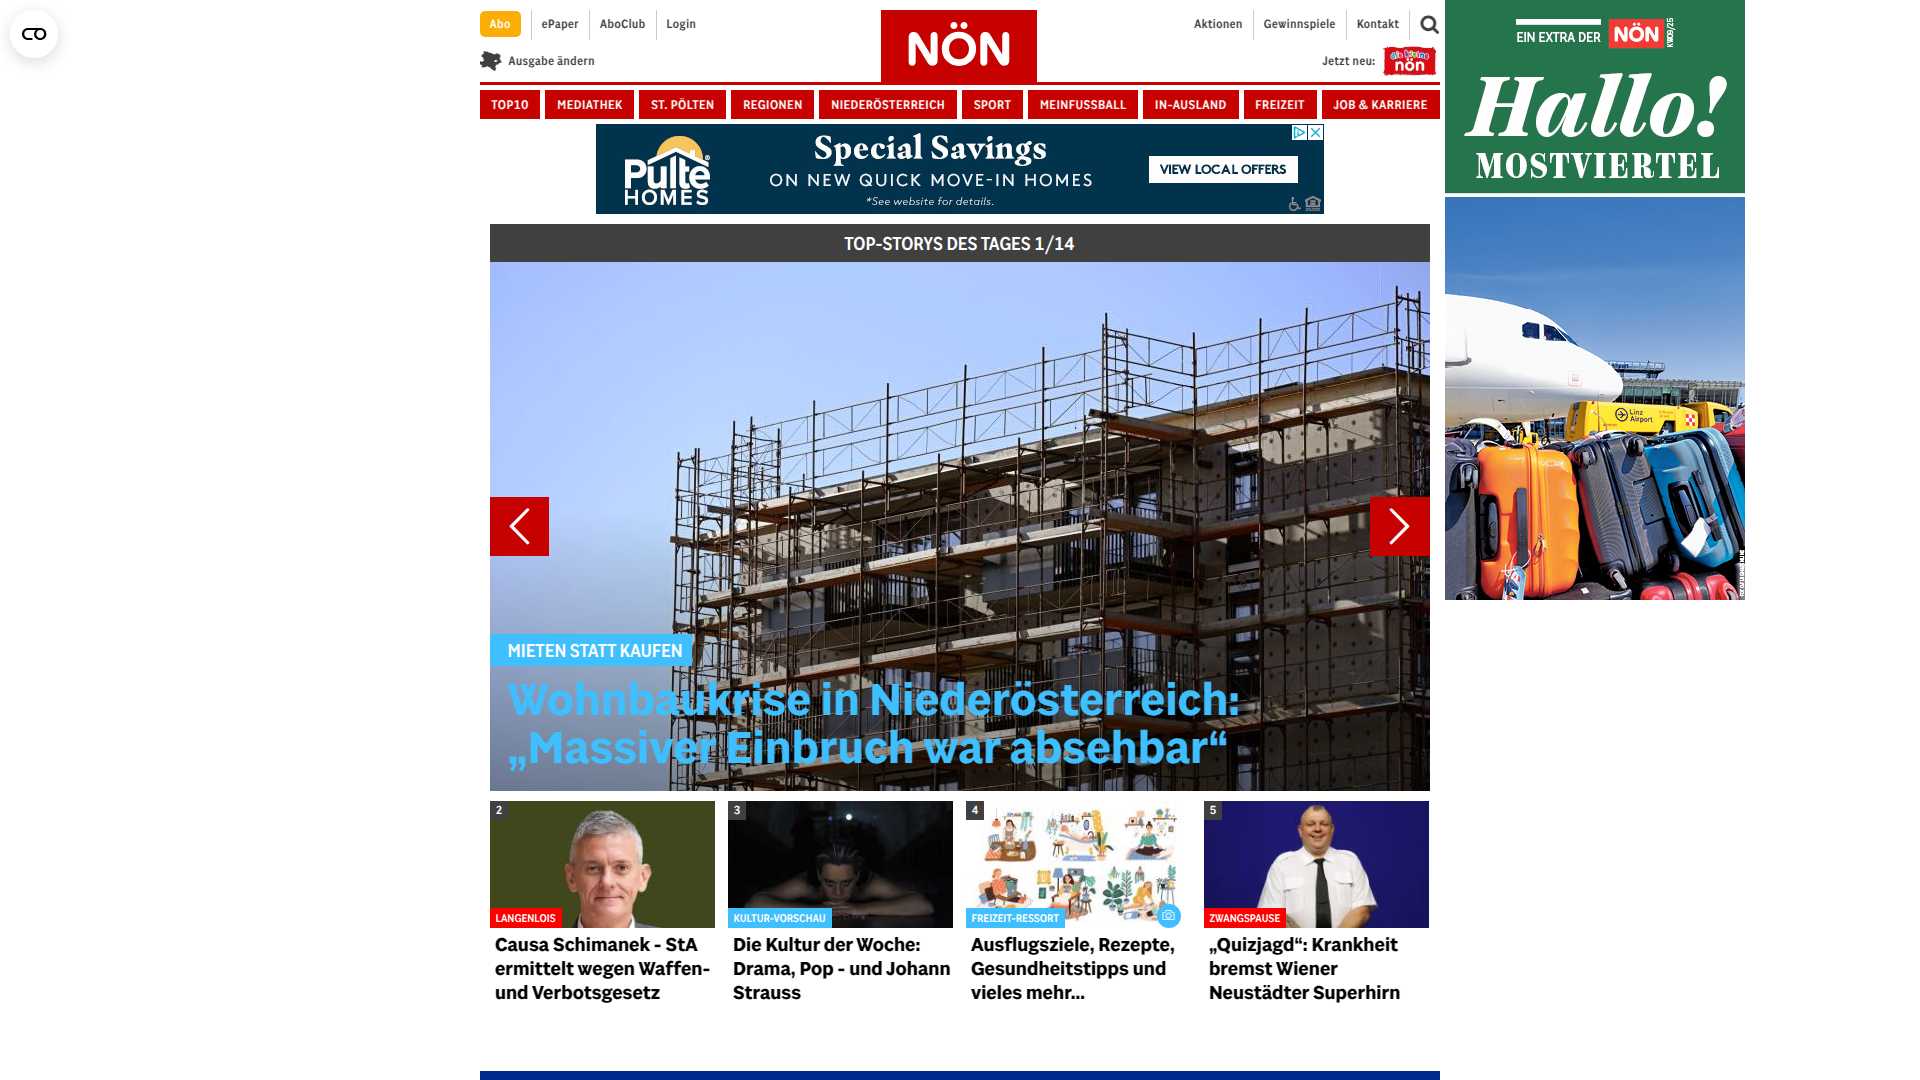 Abo
ePaper
AboClub
Login
NÖN
Aktionen
Gewinnspiele
Kontakt
Ausgabe ändern
Jetzt neu:
die kleine
nön
TOP10
MEDIATHEK
ST. PÖLTEN
REGIONEN
NIEDERÖSTERREICH
SPORT
MEINFUSSBALL
IN-AUSLAND
FREIZEIT
JOB & KARRIERE
Pulte
HOMES
Special Savings
ON NEW QUICK MOVE-IN HOMES
*See website for details.
VIEW LOCAL OFFERS
EIN EXTRA DER NÖN
KW09/25
Hallo!
MOSTVIERTEL
Linz
Airport
TOP-STORYS DES TAGES 1/14
MIETEN STATT KAUFEN
Wohnbaukrise in Niederösterreich:
„Massiver Einbruch war absehbar“
2
LANGENLOIS
Causa Schimanek - StA
ermittelt wegen Waffen-
und Verbotsgesetz
3
KULTUR-VORSCHAU
Die Kultur der Woche:
Drama, Pop - und Johann
Strauss
4
FREIZEIT-RESSORT
Ausflugsziele, Rezepte,
Gesundheitstipps und
vieles mehr...
5
ZWANGSPAUSE
„Quizjagd“: Krankheit
bremst Wiener
Neustädter Superhirn